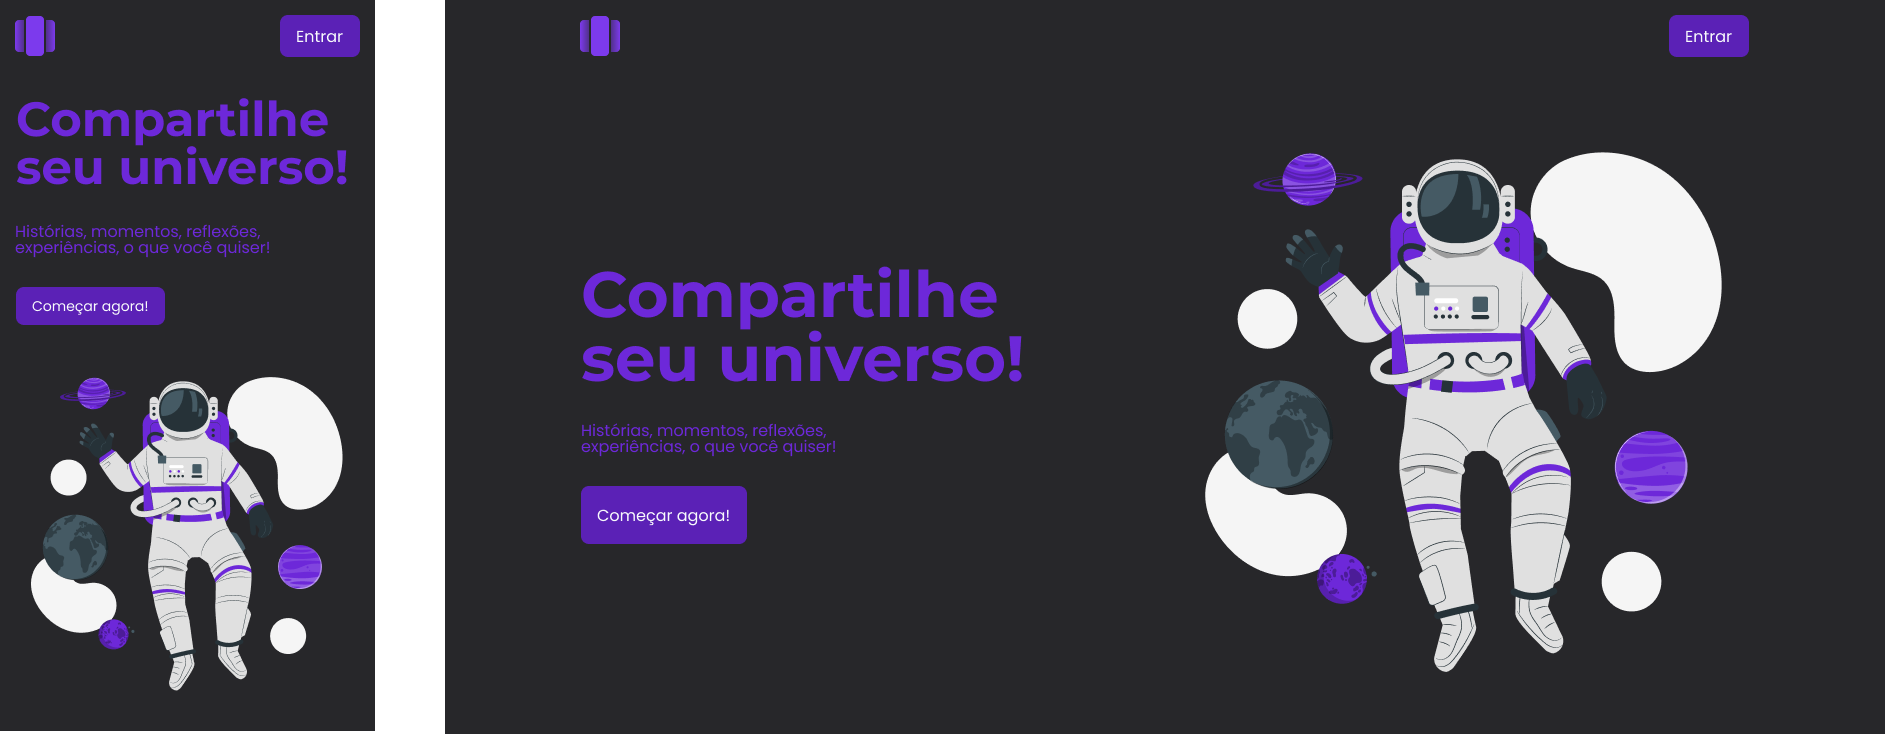 Entrar
Compartilhe
seu universo!
Histórias, momentos, reflexões,
experiências, o que você quiser!
Começar agora!
Entrar
Compartilhe
seu universo!
Histórias, momentos, reflexões,
experiências, o que você quiser!
Começar agora!